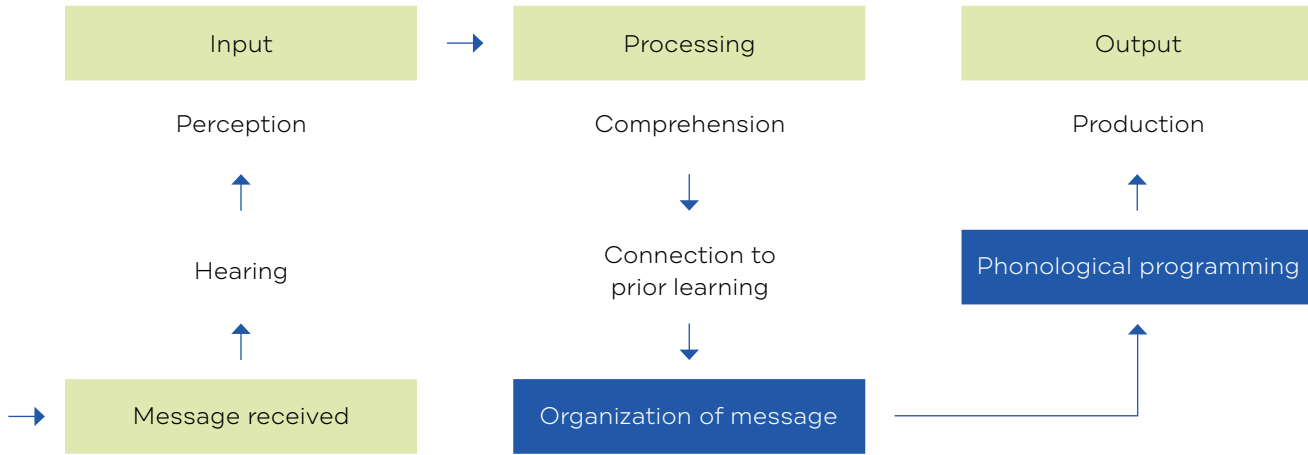 Input
Processing
Output
Perception
Comprehension
Production
Hearing
Connection to
prior learning
Phonological programming
Message received
Organization of message